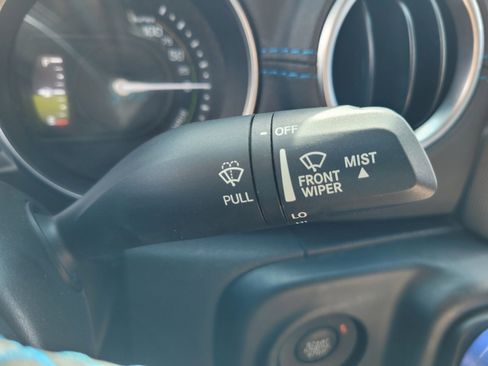 OFF
MIST
FRONT
WIPER
PULL
LO